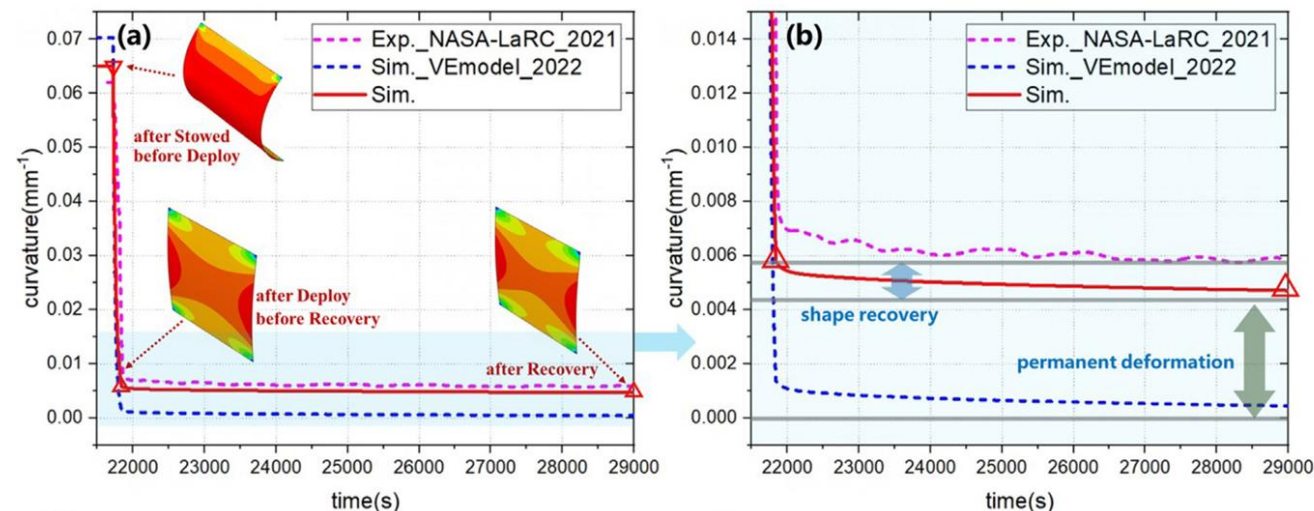 (a)
Exp._NASA-LaRC_2021
Sim._VEmodel_2022
Sim.
after Stowed
before Deploy
after Deploy
before Recovery
after Recovery
curvature(mm⁻¹)
0.07
0.06
0.05
0.04
0.03
0.02
0.01
0.00
22000 23000 24000 25000 26000 27000 28000 29000
time(s)
(b)
Exp._NASA-LaRC_2021
Sim._VEmodel_2022
Sim.
shape recovery
permanent deformation
curvature(mm⁻¹)
0.014
0.012
0.010
0.008
0.006
0.004
0.002
0.000
22000 23000 24000 25000 26000 27000 28000 29000
time(s)